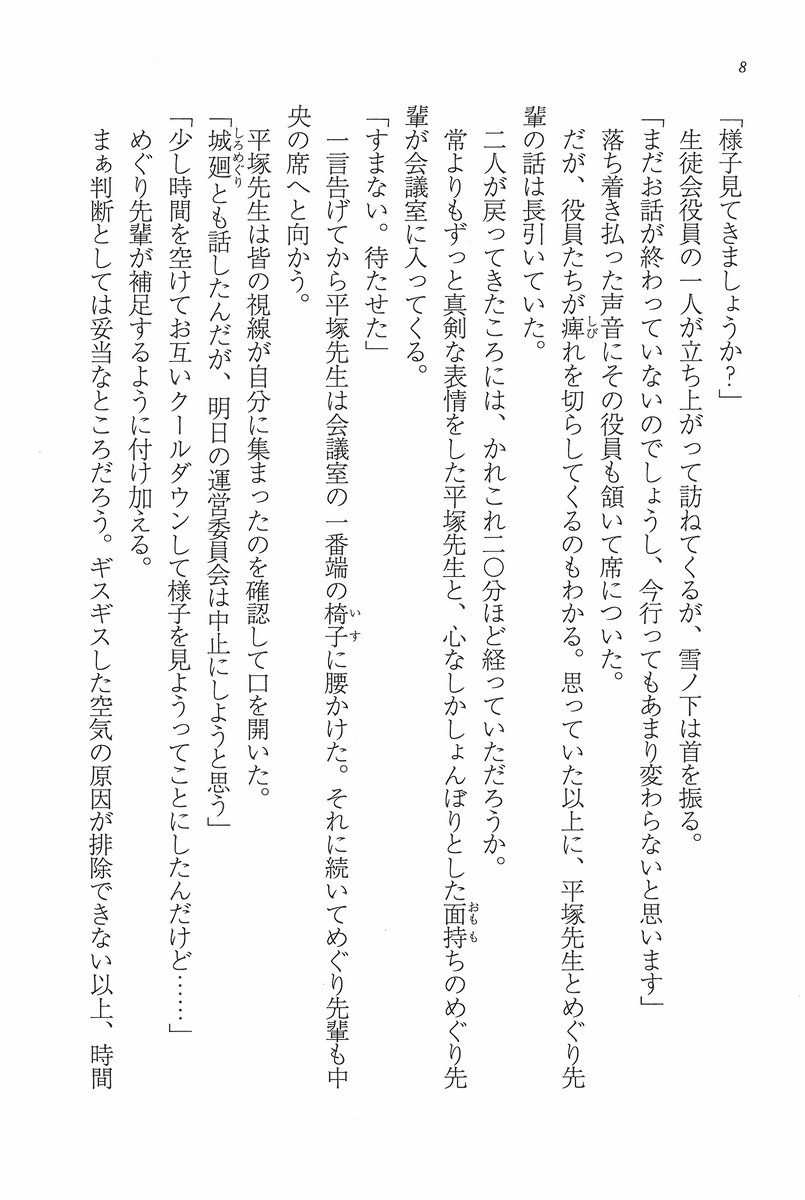 8
「様子見てきましょうか？」
生徒会役員の一人が立ち上がって訪ねてくるが、雪ノ下は首を振る。
「まだお話が終わっていないのでしょうし、今行ってもあまり変わらないと思います」
落ち着き払った声音にその役員も頷いて席についた。
だが、役員たちが痺れを切らしてくるのもわかる。思っていた以上に、平塚先生とめぐり先
輩の話は長引いていた。
二人が戻ってきたころには、かれこれ二〇分ほど経っていただろうか。
常よりもずっと真剣な表情をした平塚先生と、心なしかしょんぼりとした面持ちのめぐり先
輩が会議室に入ってくる。
「すまない。待たせた」
一言告げてから平塚先生は会議室の一番端の椅子に腰かけた。それに続いてめぐり先輩も中
央の席へと向かう。
平塚先生は皆の視線が自分に集まったのを確認して口を開いた。
「城廻とも話したんだが、明日の運営委員会は中止にしようと思う」
「少し時間を空けてお互いクールダウンして様子を見ようってことにしたんだけど……」
めぐり先輩が補足するように付け加える。
まぁ判断としては妥当なところだろう。ギスギスした空気の原因が排除できない以上、時間